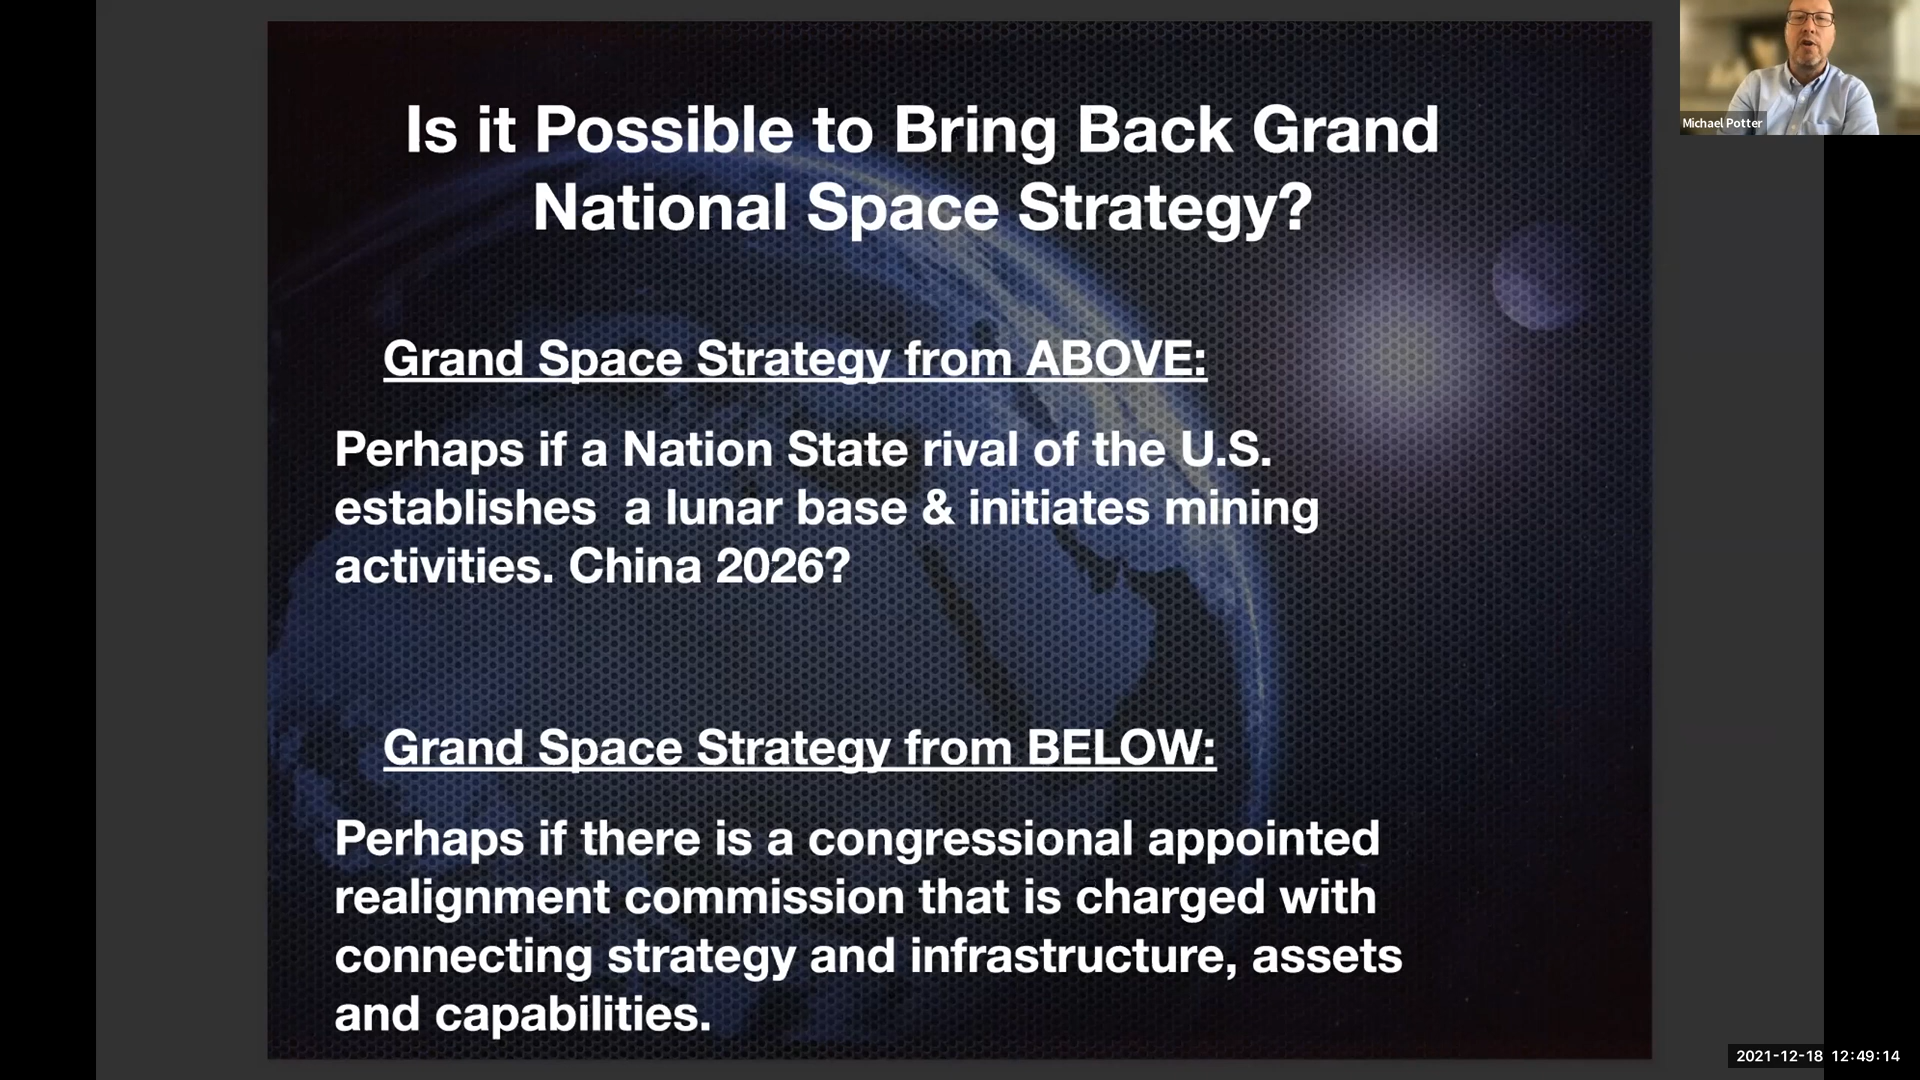 Is it Possible to Bring Back Grand
National Space Strategy?
Grand Space Strategy from ABOVE:
Perhaps if a Nation State rival of the U.S.
establishes a lunar base & initiates mining
activities. China 2026?
Grand Space Strategy from BELOW:
Perhaps if there is a congressional appointed
realignment commission that is charged with
connecting strategy and infrastructure, assets
and capabilities.
Michael Potter
2021-12-18 12:49:14